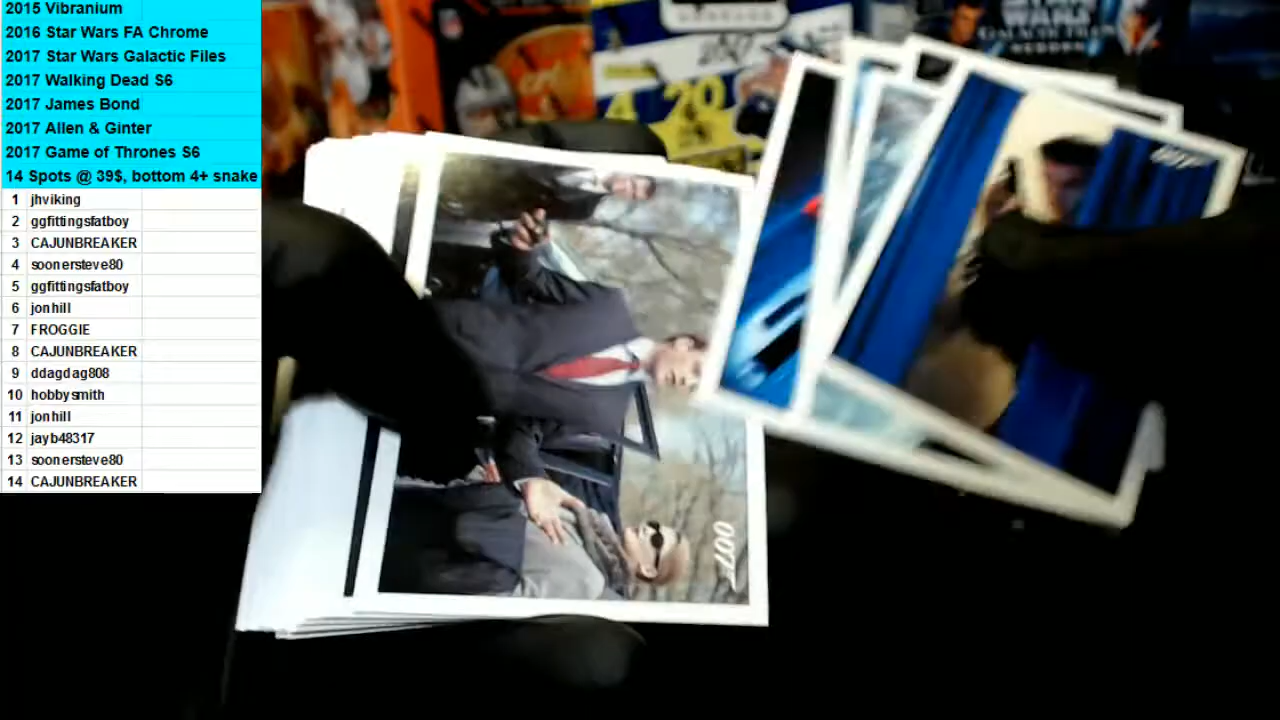 2015 Vibranium
2016 Star Wars FA Chrome
2017 Star Wars Galactic Files
2017 Walking Dead S6
2017 James Bond
2017 Allen & Ginter
2017 Game of Thrones S6
14 Spots @ 39$, bottom 4+ snake
1 jhviking
2 ggfittingsfatboy
3 CAJUNBREAKER
4 soonersteve80
5 ggfittingsfatboy
6 jonhill
7 FROGGIE
8 CAJUNBREAKER
9 ddagdag808
10 hobbysmith
11 jonhill
12 jayb48317
13 soonersteve80
14 CAJUNBREAKER
NFL
4 20
WARS
GALACTIC FILES
007